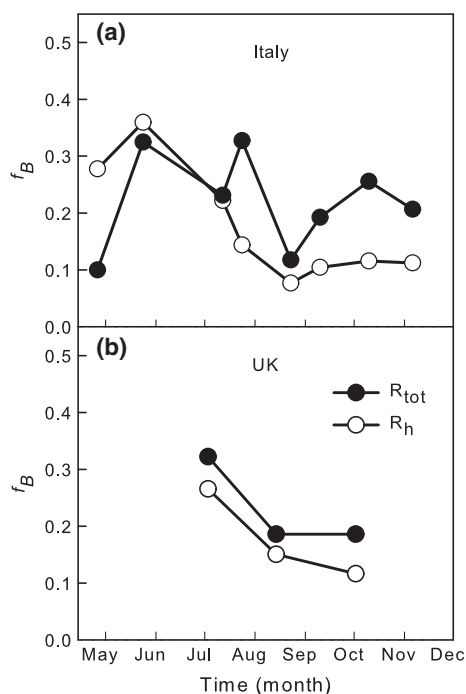 (a)
Italy
0.5
0.4
0.3
0.2
0.1
0.0
f_B
(b)
UK
R_tot
R_h
0.5
0.4
0.3
0.2
0.1
0.0
f_B
May Jun Jul Aug Sep Oct Nov Dec
Time (month)